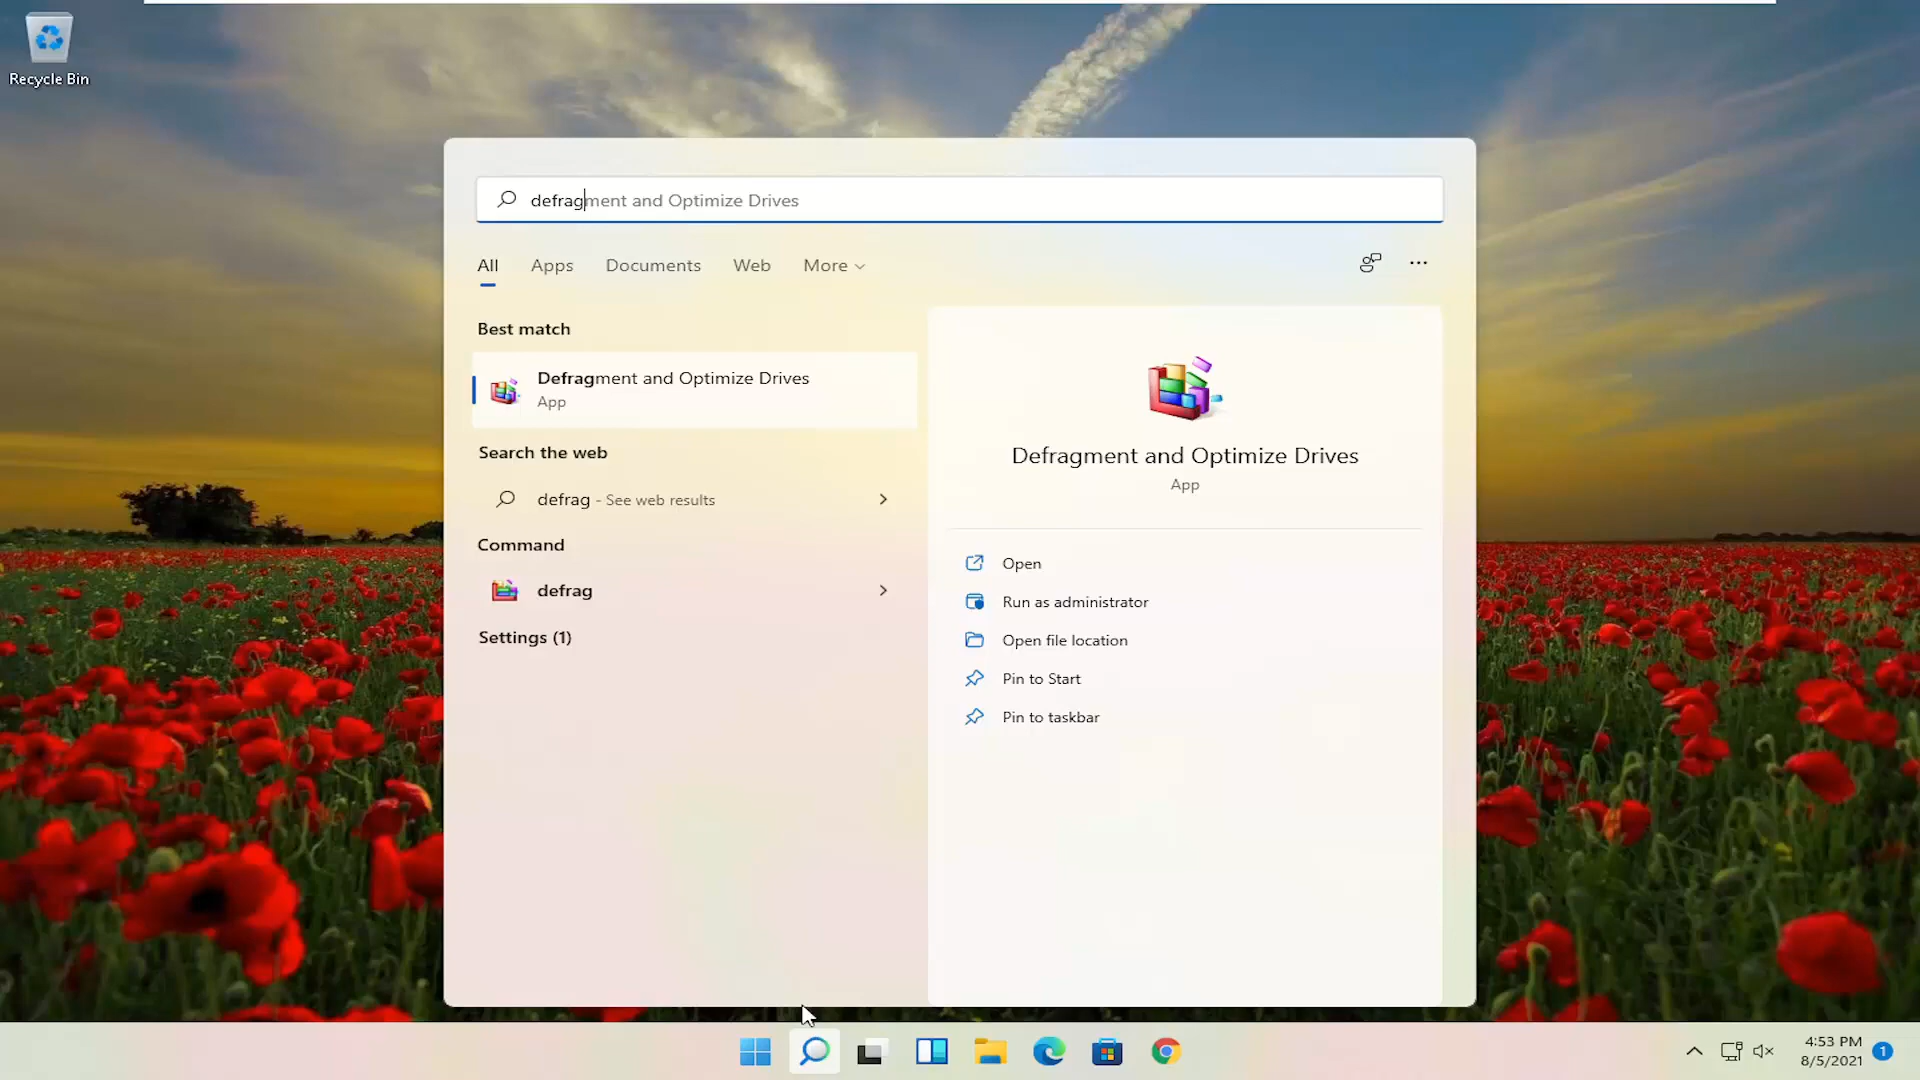 Recycle Bin
defragment and Optimize Drives
All Apps Documents Web More
Best match
Defragment and Optimize Drives
App
Search the web
defrag - See web results
Command
defrag
Settings (1)
Defragment and Optimize Drives
App
Open
Run as administrator
Open file location
Pin to Start
Pin to taskbar
4:53 PM
8/5/2021
1